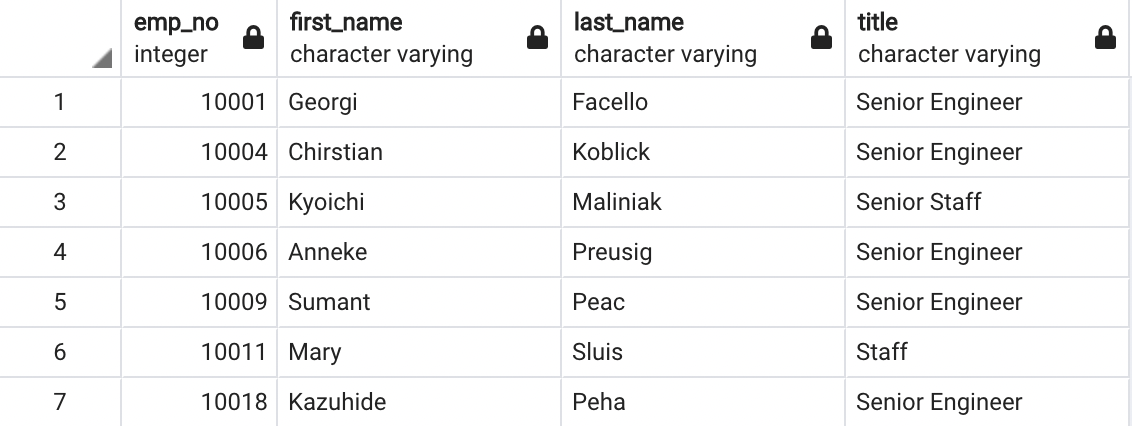 emp_no first_name last_name title
integer character varying character varying character varying
1 10001 Georgi Facello Senior Engineer
2 10004 Chirstian Koblick Senior Engineer
3 10005 Kyoichi Maliniak Senior Staff
4 10006 Anneke Preusig Senior Engineer
5 10009 Sumant Peac Senior Engineer
6 10011 Mary Sluis Staff
7 10018 Kazuhide Peha Senior Engineer